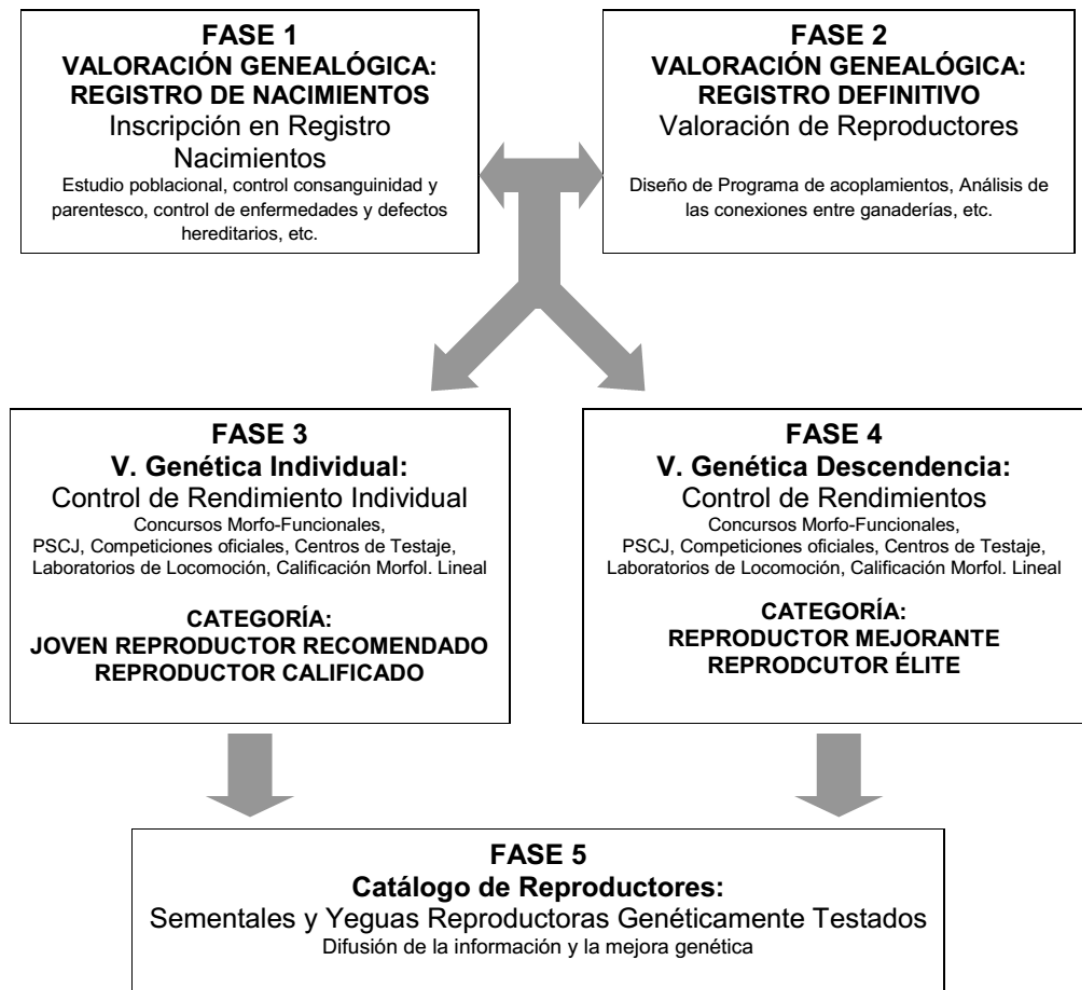 FASE 1
VALORACIÓN GENEALÓGICA:
REGISTRO DE NACIMIENTOS
Inscripción en Registro
Nacimientos
Estudio poblacional, control consanguinidad y
parentesco, control de enfermedades y defectos
hereditarios, etc.
FASE 2
VALORACIÓN GENEALÓGICA:
REGISTRO DEFINITIVO
Valoración de Reproductores
Diseño de Programa de acoplamientos, Análisis de
las conexiones entre ganaderías, etc.
FASE 3
V. Genética Individual:
Control de Rendimiento Individual
Concursos Morfo-Funcionales,
PSCJ, Competiciones oficiales, Centros de Testaje,
Laboratorios de Locomoción, Calificación Morfol. Lineal
CATEGORÍA:
JOVEN REPRODUCTOR RECOMENDADO
REPRODUCTOR CALIFICADO
FASE 4
V. Genética Descendencia:
Control de Rendimientos
Concursos Morfo-Funcionales,
PSCJ, Competiciones oficiales, Centros de Testaje,
Laboratorios de Locomoción, Calificación Morfol. Lineal
CATEGORÍA:
REPRODUCTOR MEJORANTE
REPRODCUTOR ÉLITE
FASE 5
Catálogo de Reproductores:
Sementales y Yeguas Reproductoras Genéticamente Testados
Difusión de la información y la mejora genética